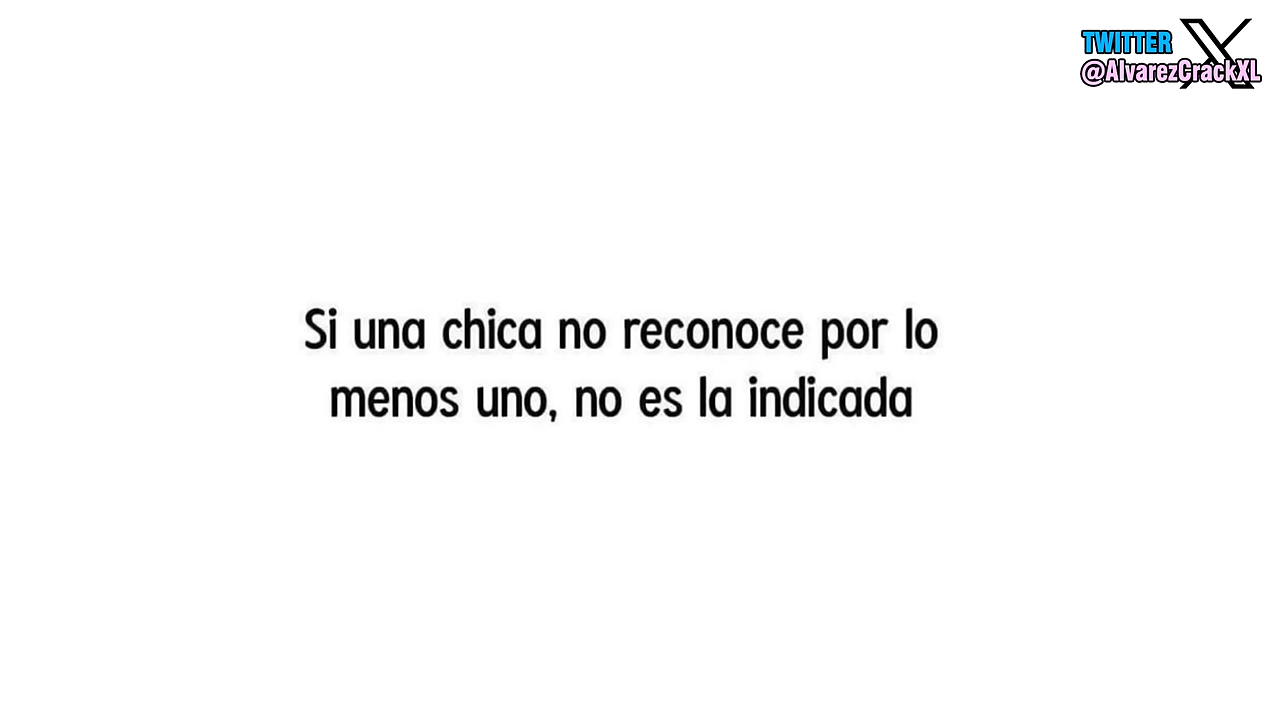 TWITTER
@AlvarezCrackXL
Si una chica no reconoce por lo
menos uno, no es la indicada